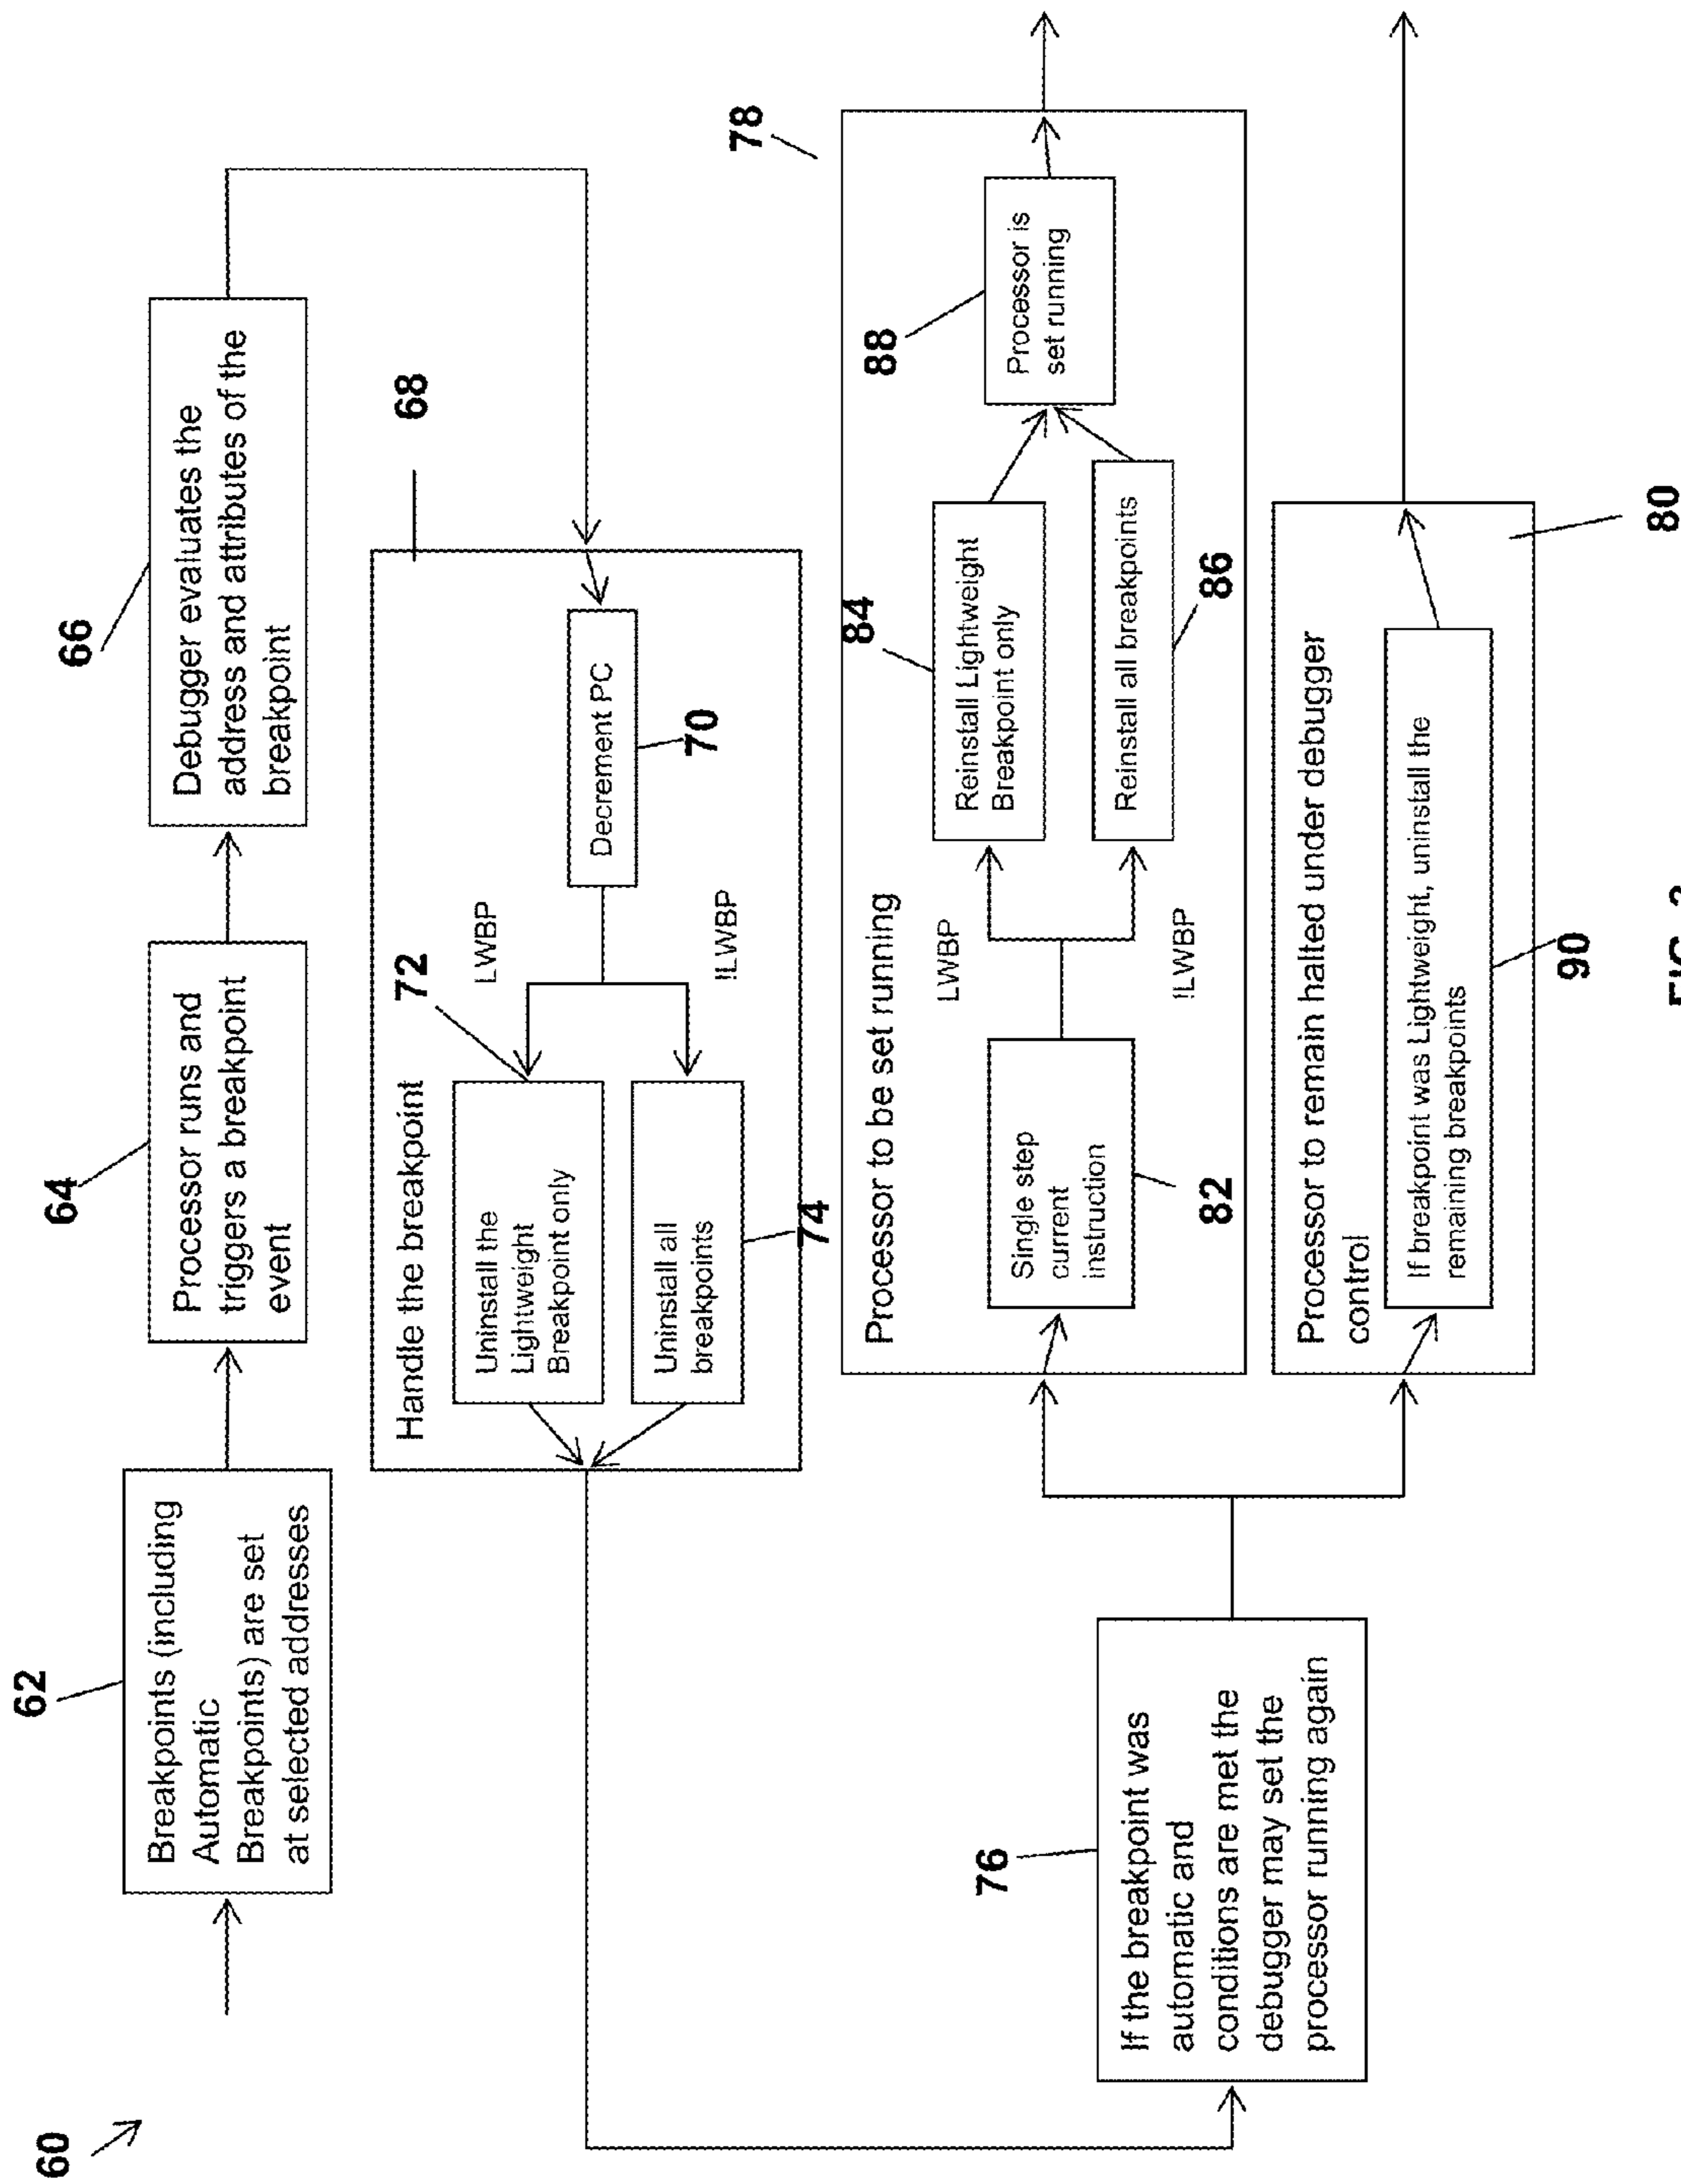 60
62
Breakpoints (including
Automatic
Breakpoints) are set
at selected addresses
64
Processor runs and
triggers a breakpoint
event
66
Debugger evaluates the
address and attributes of the
breakpoint
68
Handle the breakpoint
Decrement PC
70
LWBP
!LWBP
72
Uninstall the
Lightweight
Breakpoint only
Uninstall all
breakpoints
74
76
If the breakpoint was
automatic and
conditions are met the
debugger may set the
processor running again
78
Processor to be set running
Single step
current
instruction
82
LWBP
!LWBP
84
Reinstall Lightweight
Breakpoint only
Reinstall all breakpoints
86
88
Processor is
set running
Processor to remain halted under debugger
control
If breakpoint was Lightweight, uninstall the
remaining breakpoints
90
80